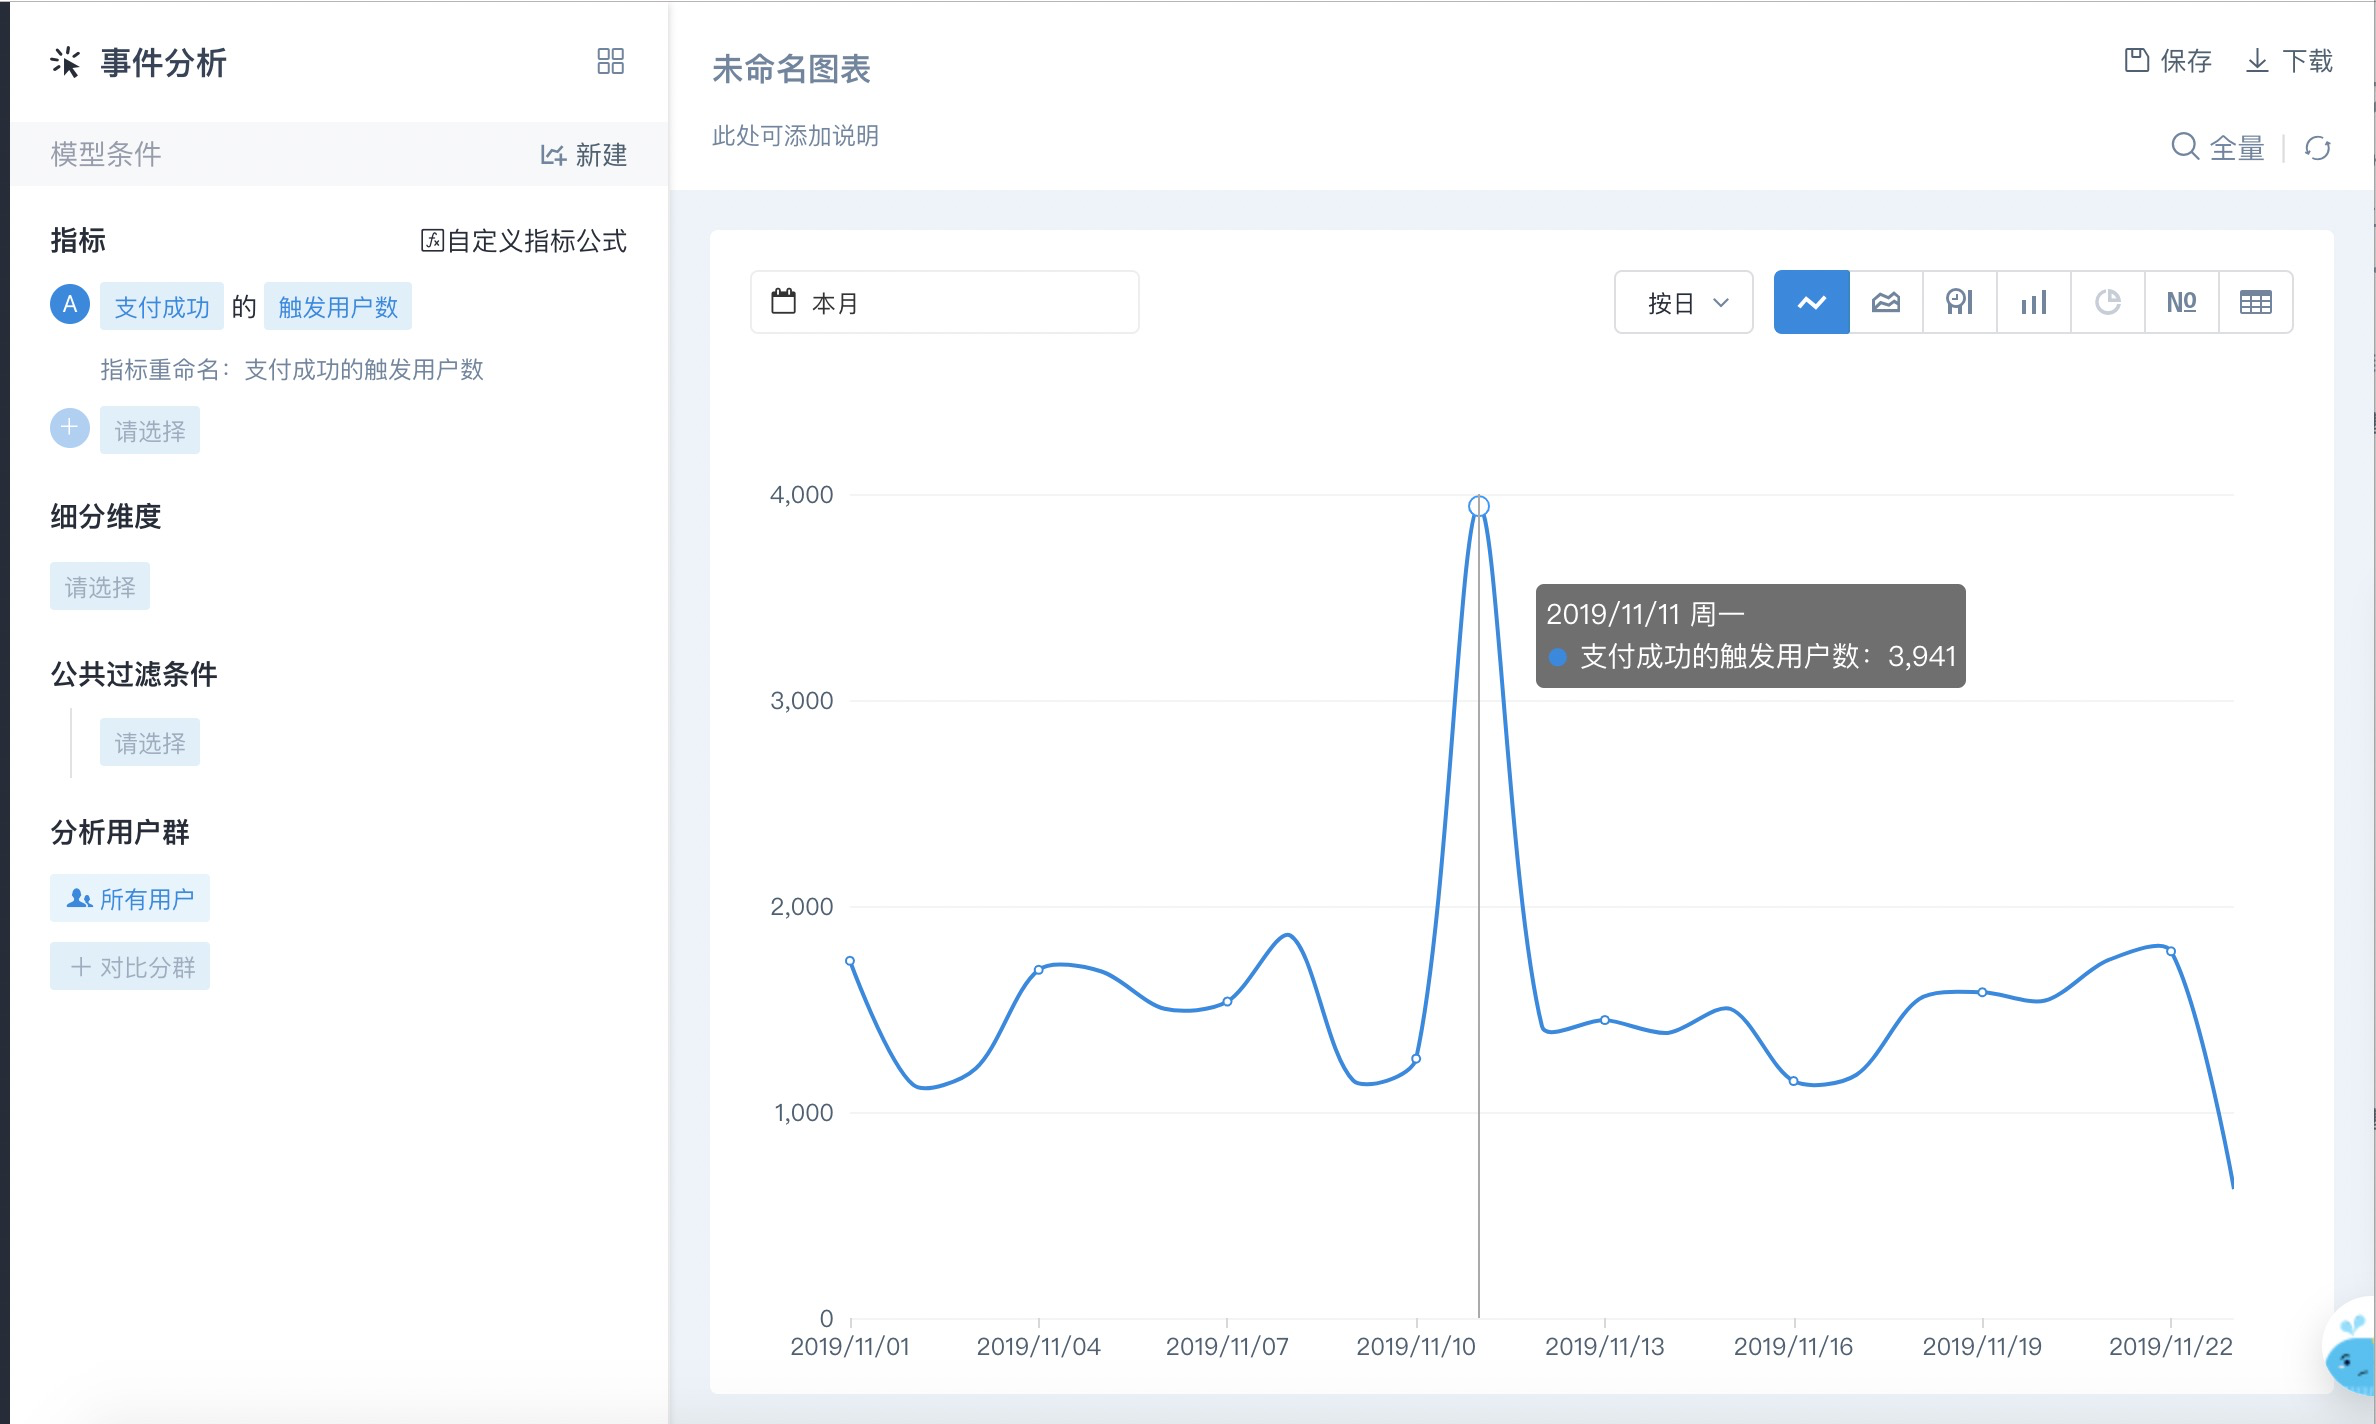 事件分析
模型条件
新建
指标
自定义指标公式
A 支付成功 的 触发用户数
指标重命名：支付成功的触发用户数
请选择
细分维度
请选择
公共过滤条件
请选择
分析用户群
所有用户
+ 对比分群
未命名图表
保存 下载
此处可添加说明
全量
本月
按日
4,000
3,000
2,000
1,000
0
2019/11/11 周一
支付成功的触发用户数：3,941
2019/11/01 2019/11/04 2019/11/07 2019/11/10 2019/11/13 2019/11/16 2019/11/19 2019/11/22